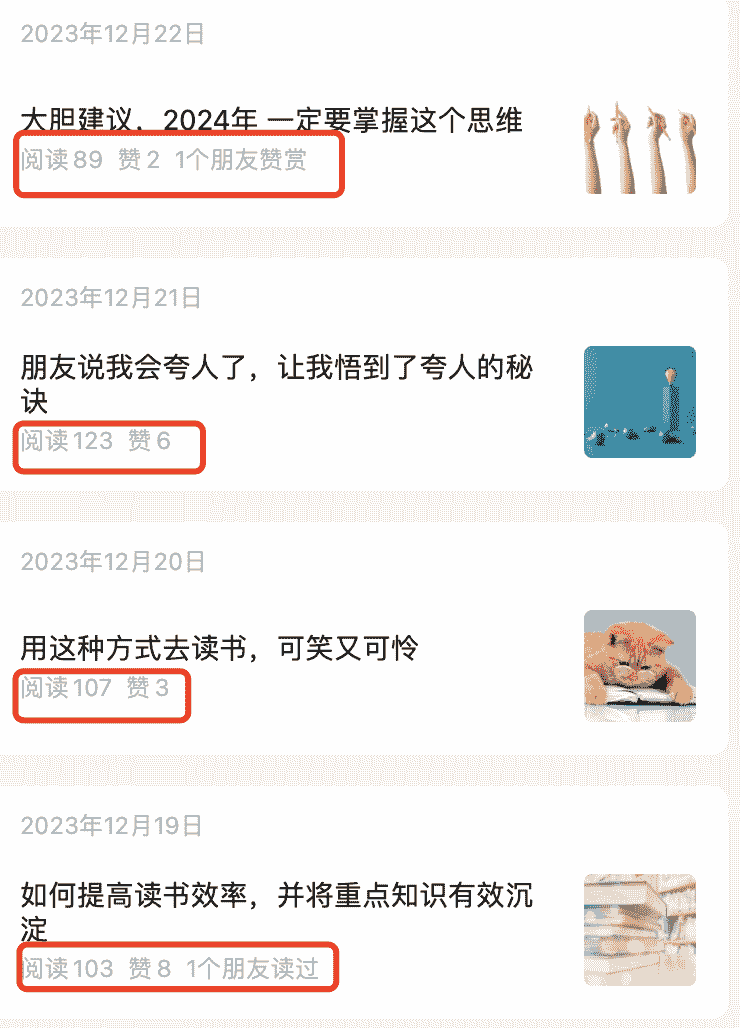 2023年12月22日
大胆建议，2024年 一定要掌握这个思维
阅读 89 赞 2 1个朋友赞赏
2023年12月21日
朋友说我会夸人了，让我悟到了夸人的秘
诀
阅读 123 赞 6
2023年12月20日
用这种方式去读书，可笑又可怜
阅读 107 赞 3
2023年12月19日
如何提高读书效率，并将重点知识有效沉
淀
阅读 103 赞 8 1个朋友读过